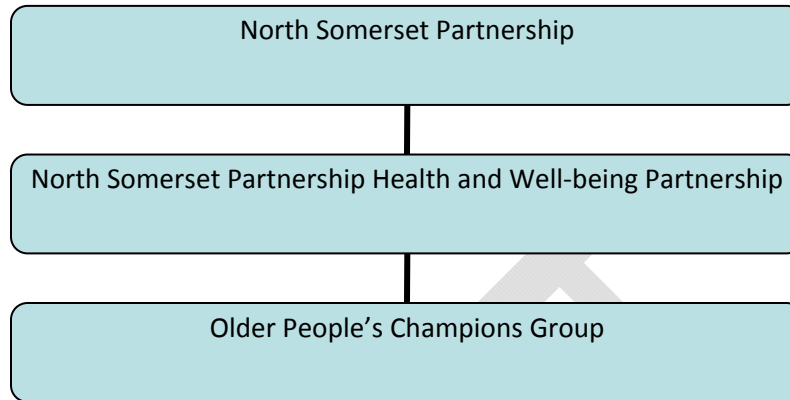 North Somerset Partnership
North Somerset Partnership Health and Well-being Partnership
Older People’s Champions Group